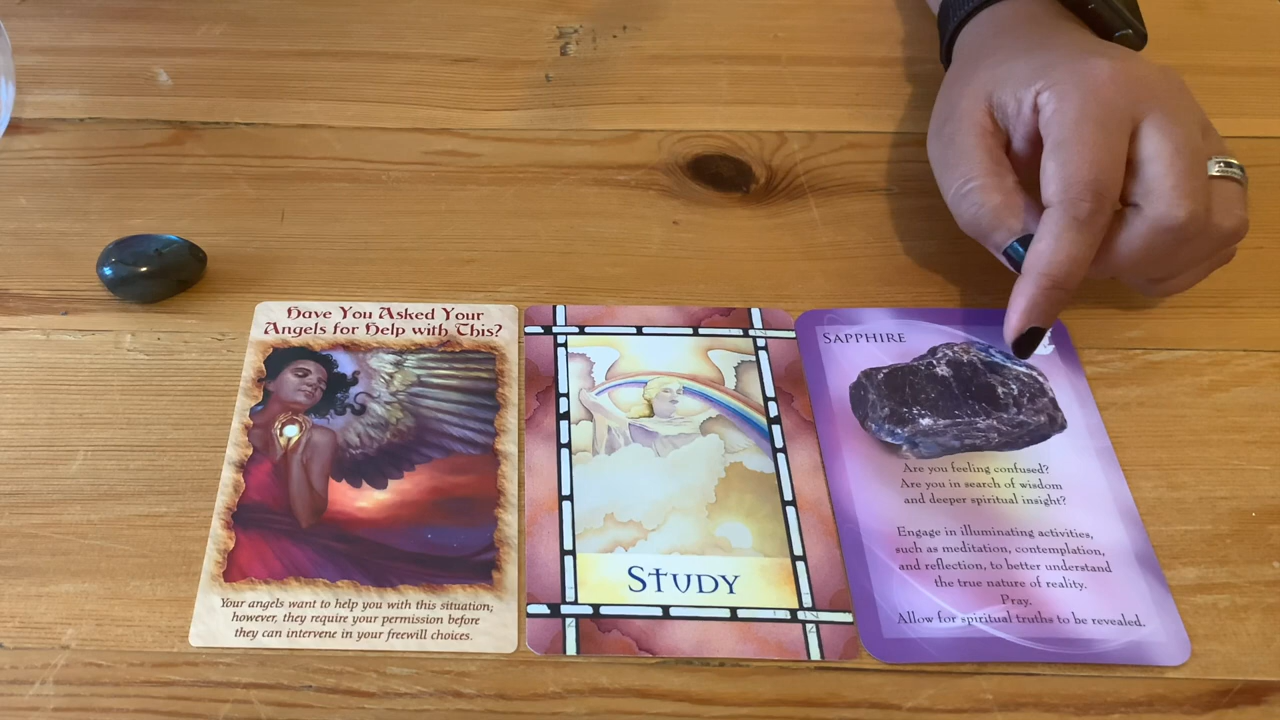 Have You Asked Your
Angels for Help with This?
Your angels want to help you with this situation;
however, they require your permission before
they can intervene in your freewill choices.
STUDY
SAPPHIRE
Are you feeling confused?
Are you in search of wisdom
and deeper spiritual insight?
Engage in illuminating activities,
such as meditation, contemplation,
and reflection, to better understand
the true nature of reality.
Pray.
Allow for spiritual truths to be revealed.